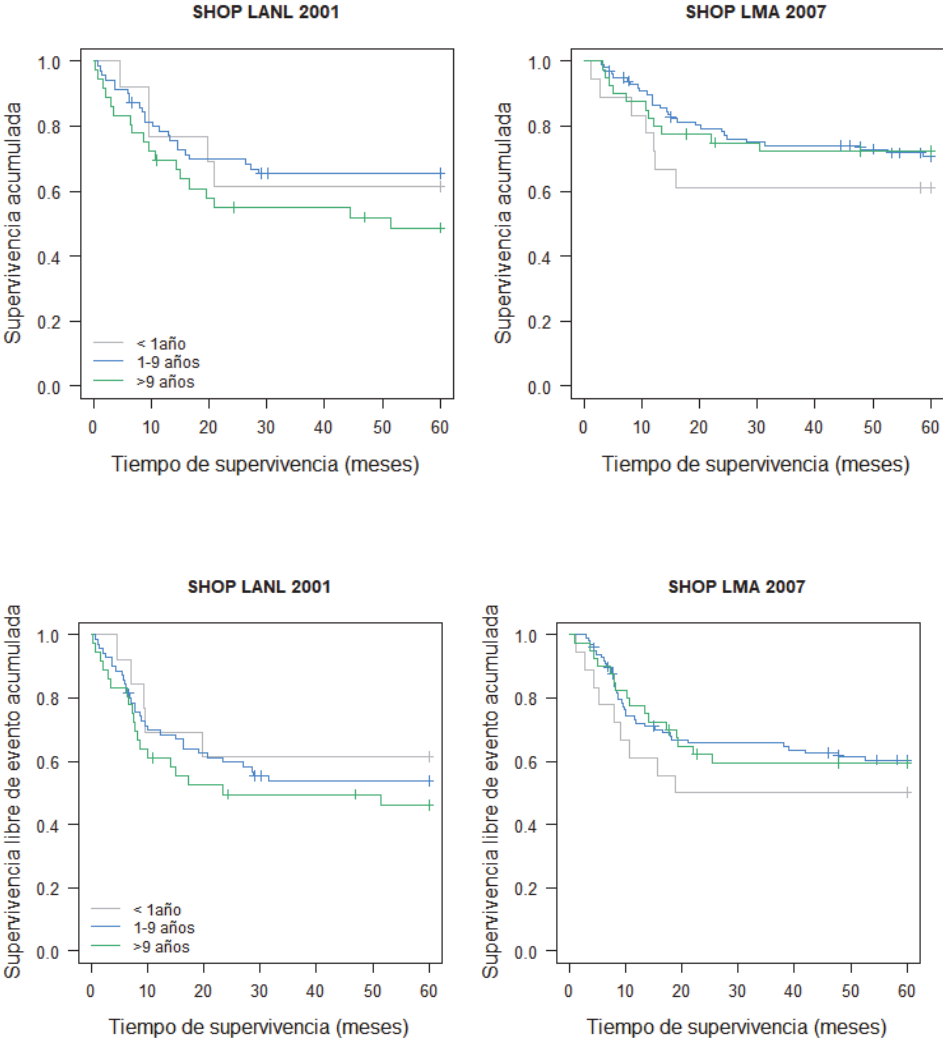 SHOP LANL 2001
Supervivencia acumulada
1.0
0.8
0.6
0.4
0.2
0.0
< 1año
1-9 años
>9 años
0 10 20 30 40 50 60
Tiempo de supervivencia (meses)
SHOP LMA 2007
Supervivencia acumulada
1.0
0.8
0.6
0.4
0.2
0.0
0 10 20 30 40 50 60
Tiempo de supervivencia (meses)
SHOP LANL 2001
Supervivencia libre de evento acumulada
1.0
0.8
0.6
0.4
0.2
0.0
< 1año
1-9 años
>9 años
0 10 20 30 40 50 60
Tiempo de supervivencia (meses)
SHOP LMA 2007
Supervivencia libre de evento acumulada
1.0
0.8
0.6
0.4
0.2
0.0
0 10 20 30 40 50 60
Tiempo de supervivencia (meses)